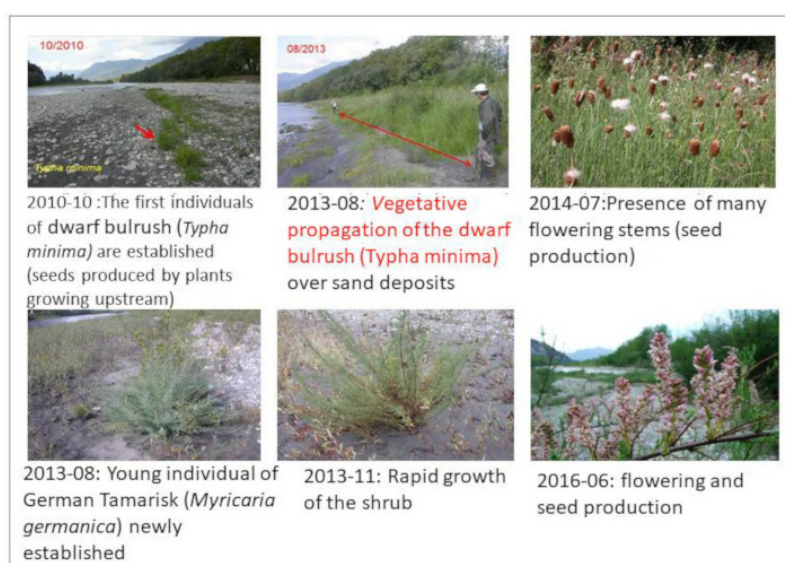 10/2010
Typha minima
2010-10 :The first individuals
of dwarf bulrush (Typha
minima) are established
(seeds produced by plants
growing upstream)
08/2013
2013-08: Vegetative
propagation of the dwarf
bulrush (Typha minima)
over sand deposits
2014-07:Presence of many
flowering stems (seed
production)
2013-08: Young individual of
German Tamarisk (Myricaria
germanica) newly
established
2013-11: Rapid growth
of the shrub
2016-06: flowering and
seed production